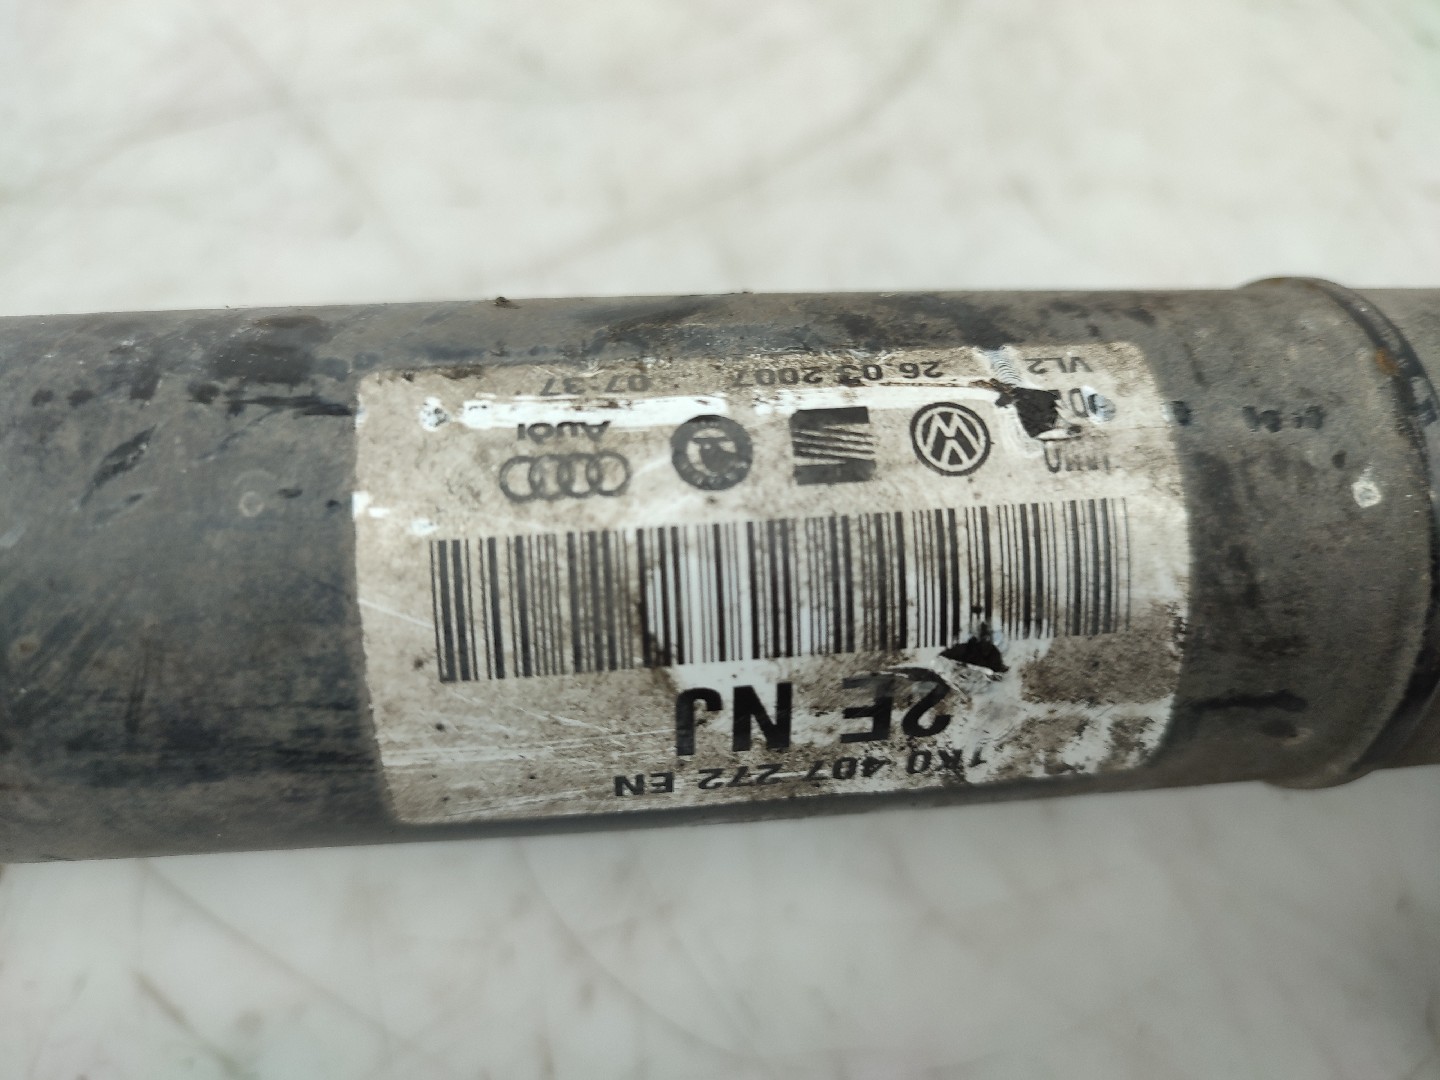 1K0 407 272 EN
2E NJ
Audi
VL2 26.03.2007 07:37